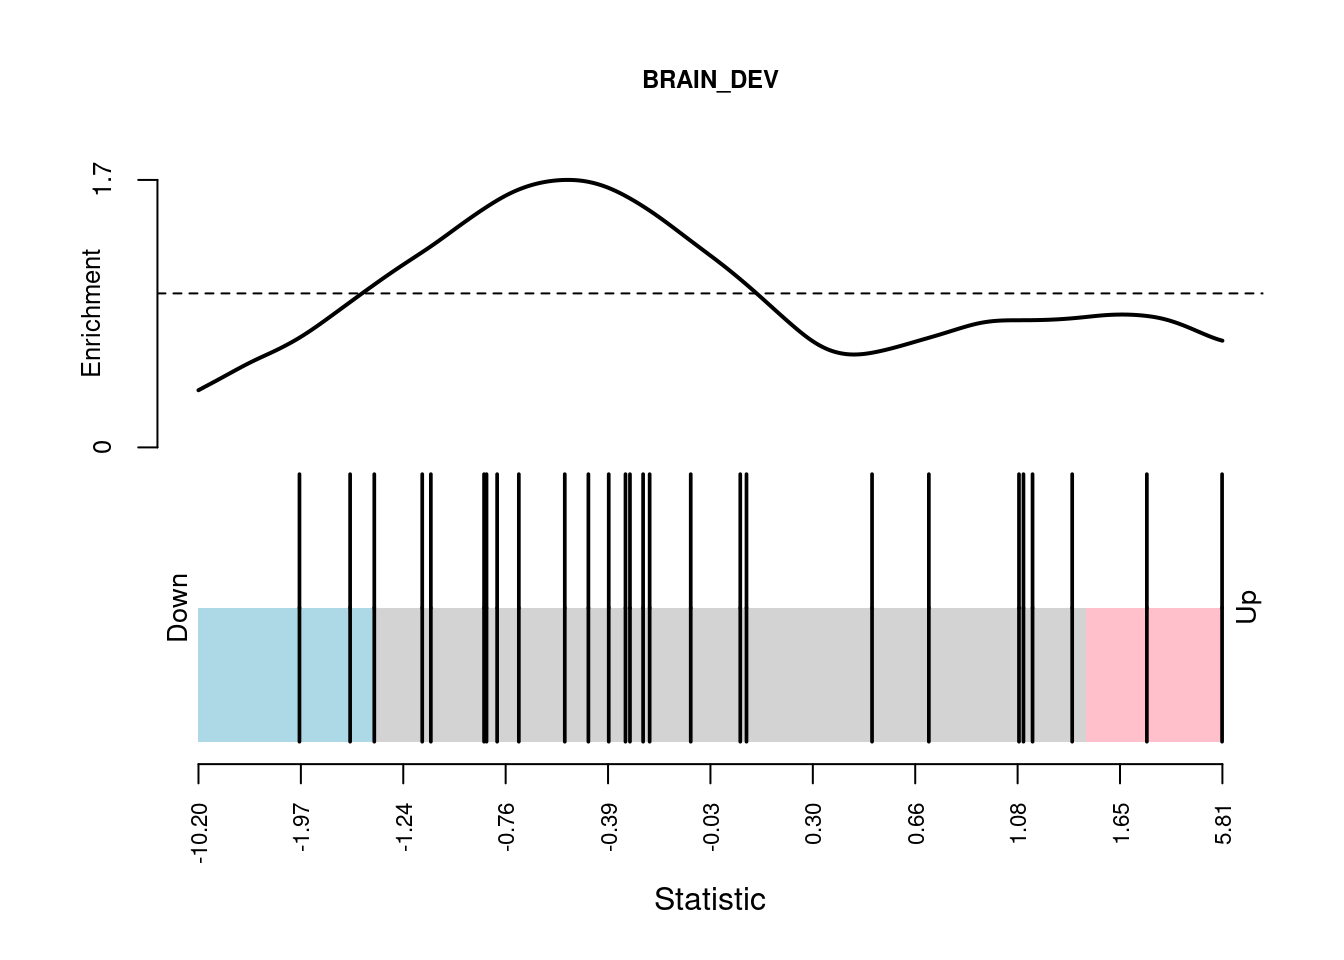 BRAIN_DEV
1.7
Enrichment
0
Down
Up
-10.20
-1.97
-1.24
-0.76
-0.39
-0.03
0.30
0.66
1.08
1.65
5.81
Statistic